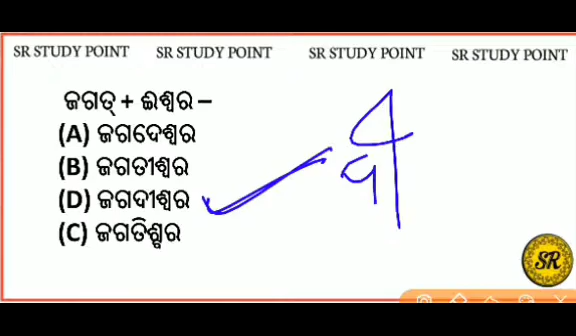 SR STUDY POINT SR STUDY POINT SR STUDY POINT SR STUDY POINT
ଜଗତ୍ + ଈଶ୍ୱର –
(A) ଜଗଦେଶ୍ୱର
(B) ଜଗତୀଶ୍ୱର
(D) ଜଗଦୀଶ୍ୱର
(C) ଜଗତିଶ୍ୱର
SR